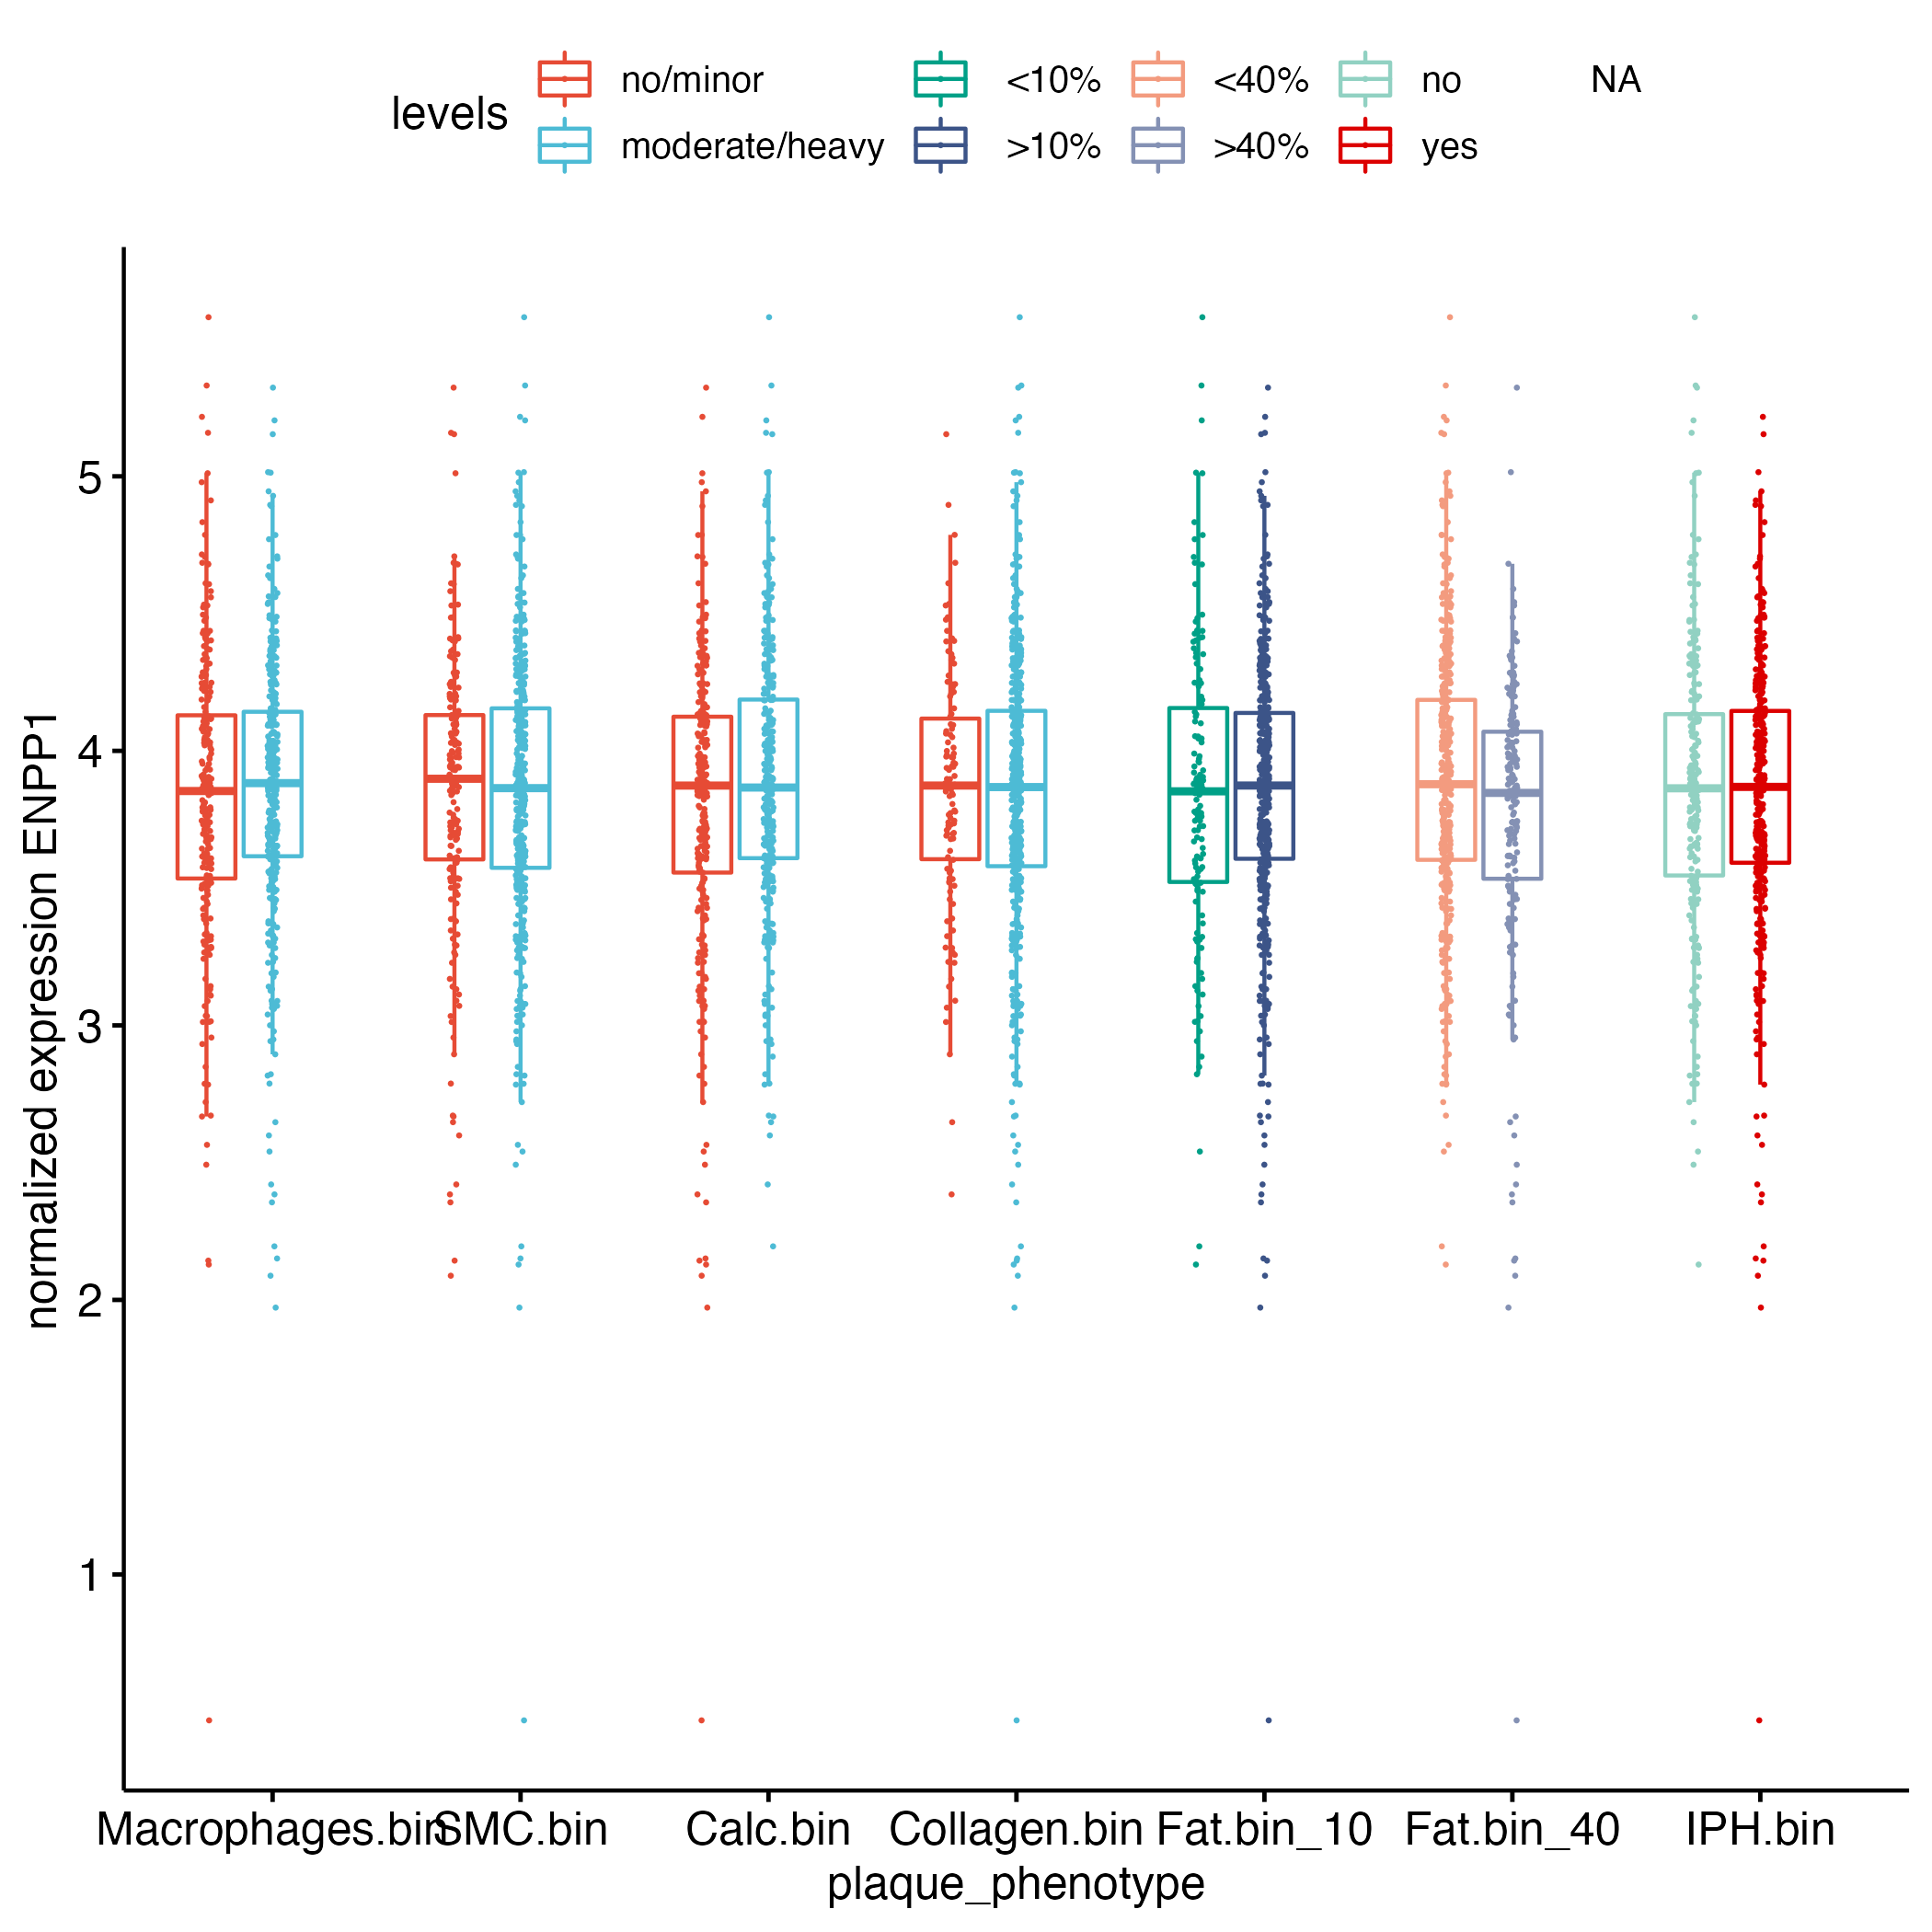 levels
no/minor <10% <40% no NA
moderate/heavy >10% >40% yes
normalized expression ENPP1
5
4
3
2
1
Macrophages.bin SMC.bin Calc.bin Collagen.bin Fat.bin_10 Fat.bin_40 IPH.bin
plaque_phenotype